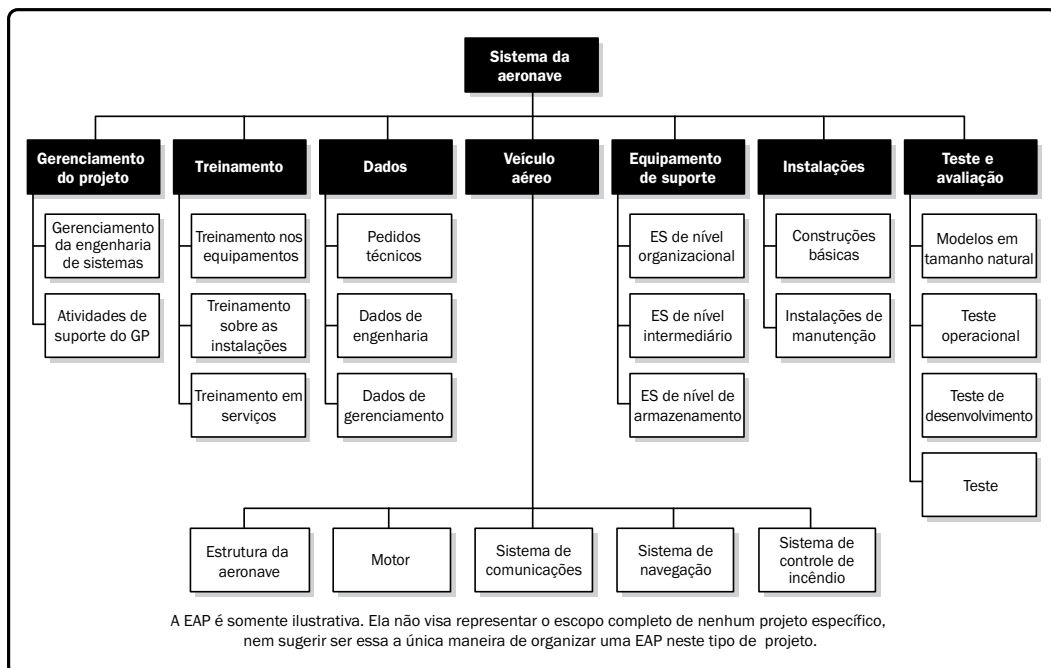 Sistema da
aeronave
Gerenciamento
do projeto
Treinamento
Dados
Veículo
aéreo
Equipamento
de suporte
Instalações
Teste e
avaliação
Gerenciamento
da engenharia
de sistemas
Atividades de
suporte do GP
Treinamento nos
equipamentos
Treinamento
sobre as
instalações
Treinamento em
serviços
Pedidos
técnicos
Dados de
engenharia
Dados de
gerenciamento
ES de nível
organizacional
ES de nível
intermediário
ES de nível de
armazenamento
Construções
básicas
Instalações de
manutenção
Modelos em
tamanho natural
Teste
operacional
Teste de
desenvolvimento
Teste
Estrutura da
aeronave
Motor
Sistema de
comunicações
Sistema de
navegação
Sistema de
controle de
incêndio
A EAP é somente ilustrativa. Ela não visa representar o escopo completo de nenhum projeto específico,
nem sugerir ser essa a única maneira de organizar uma EAP neste tipo de projeto.